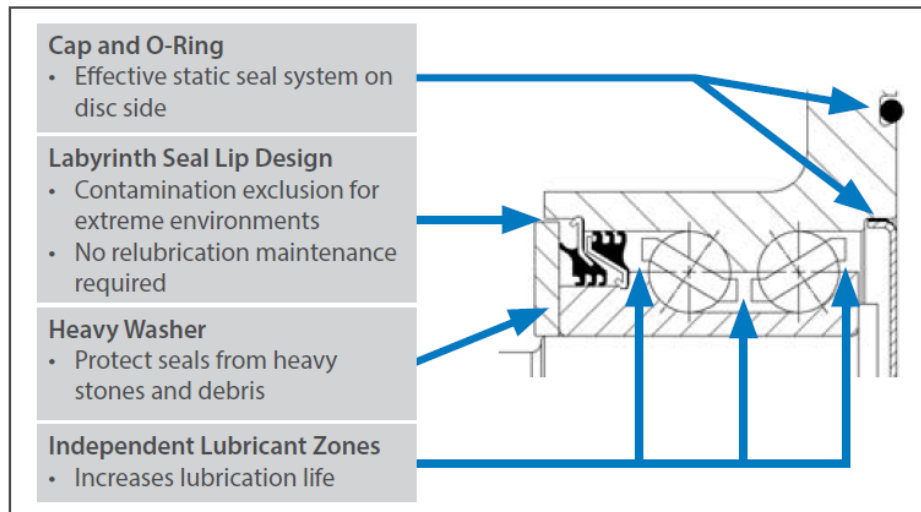 Cap and O-Ring
• Effective static seal system on
disc side
Labyrinth Seal Lip Design
• Contamination exclusion for
extreme environments
• No relubrication maintenance
required
Heavy Washer
• Protect seals from heavy
stones and debris
Independent Lubricant Zones
• Increases lubrication life